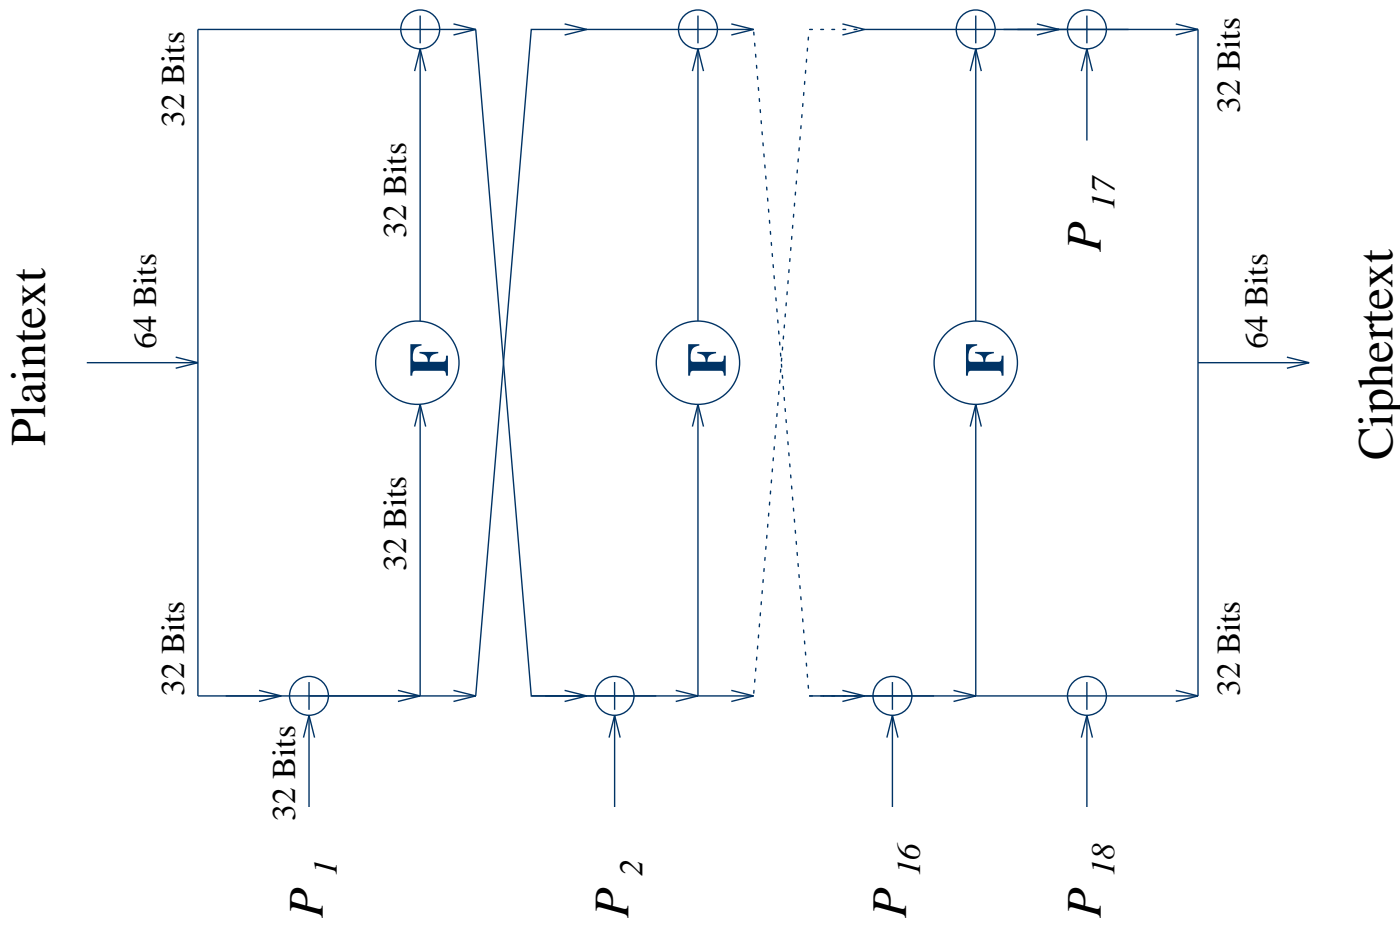 Plaintext
64 Bits
32 Bits
32 Bits
32 Bits
P 1
32 Bits
32 Bits
F
P 2
F
P 16
F
P 18
P 17
32 Bits
32 Bits
64 Bits
Ciphertext